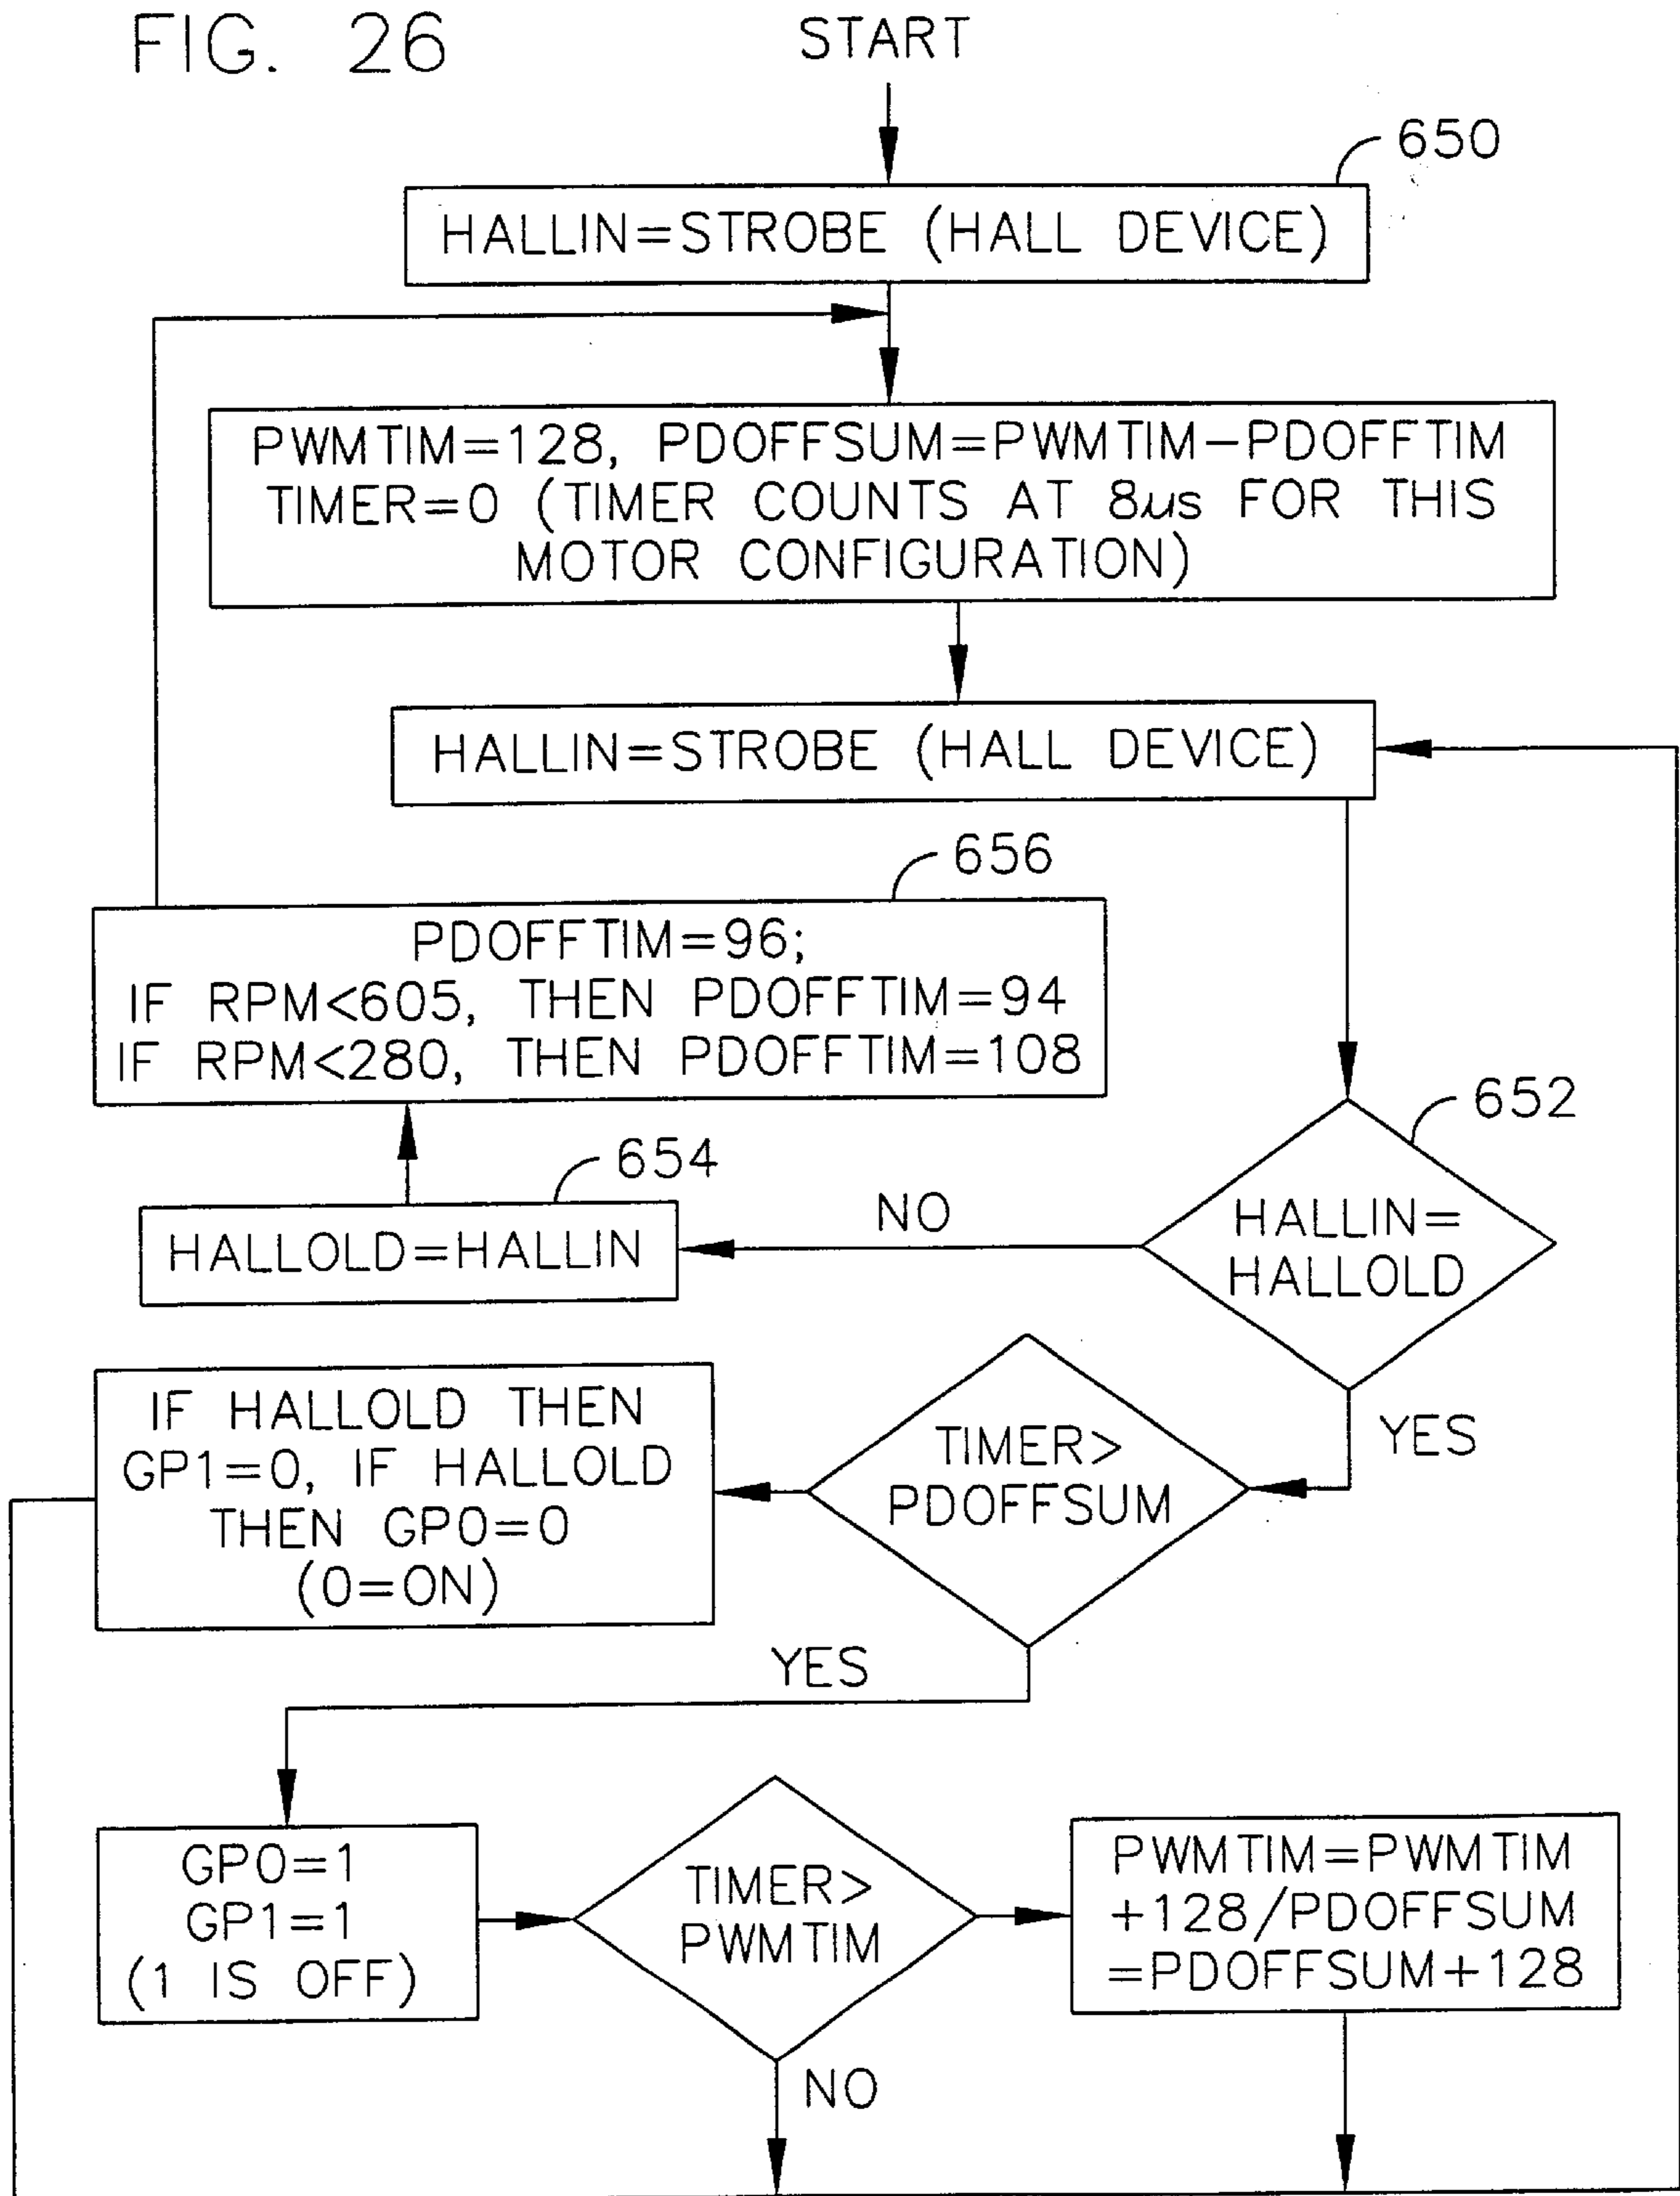 FIG. 26
START
650
HALLIN=STROBE (HALL DEVICE)
PWMTIM=128, PDOFFSUM=PWMTIM-PDOFFTIM
TIMER=0 (TIMER COUNTS AT 8µs FOR THIS
MOTOR CONFIGURATION)
HALLIN=STROBE (HALL DEVICE)
656
PDOFFTIM=96;
IF RPM<605, THEN PDOFFTIM=94
IF RPM<280, THEN PDOFFTIM=108
652
654
HALLOLD=HALLIN
NO
HALLIN=
HALLOLD
YES
IF HALLOLD THEN
GP1=0, IF HALLOLD
THEN GP0=0
(0=ON)
TIMER>
PDOFFSUM
YES
GP0=1
GP1=1
(1 IS OFF)
TIMER>
PWMTIM
PWMTIM=PWMTIM
+128/PDOFFSUM
=PDOFFSUM+128
NO